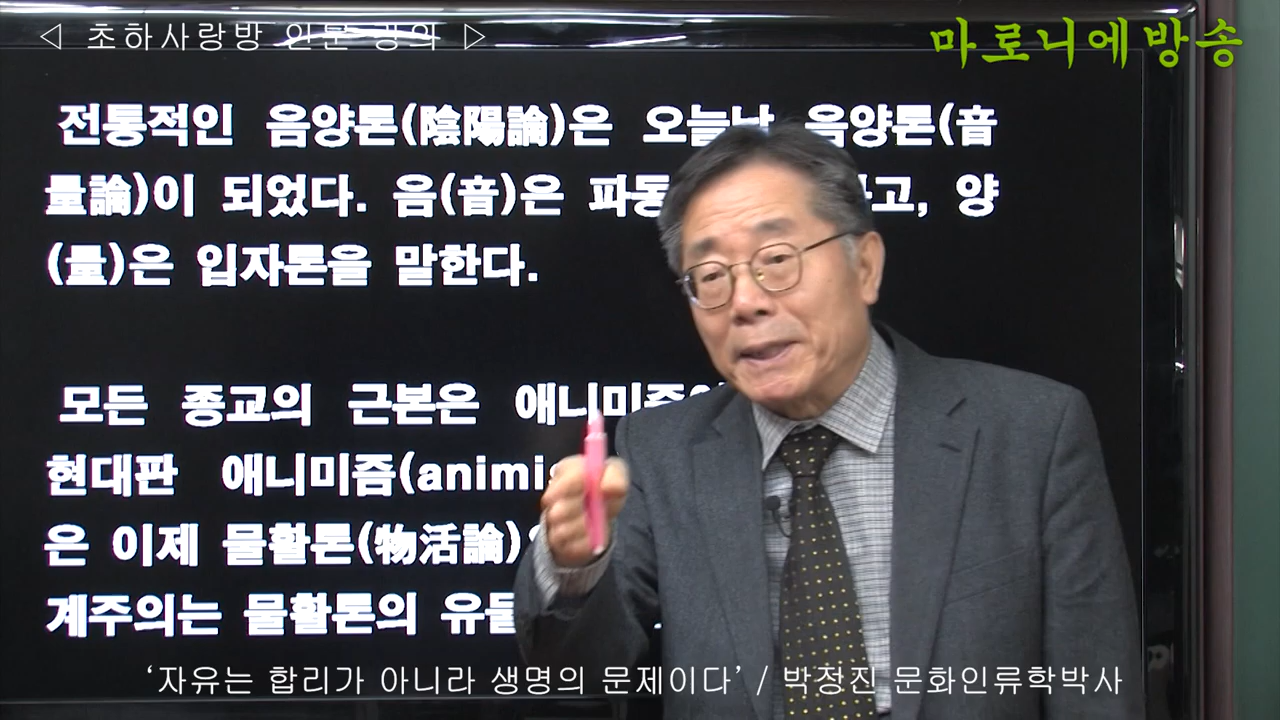 ◁ 초하사랑방 인문 강의 ▷
마로니에방송
전통적인 음양론(陰陽論)은 오늘날 음양론(音
量論)이 되었다. 음(音)은 파동 고, 양
(量)은 입자론을 말한다.
모든 종교의 근본은 애니미즘
현대판 애니미즘(animis
은 이제 물활론(物活論)
계주의는 물활론의 유물
‘자유는 합리가 아니라 생명의 문제이다’ / 박정진 문화인류학박사